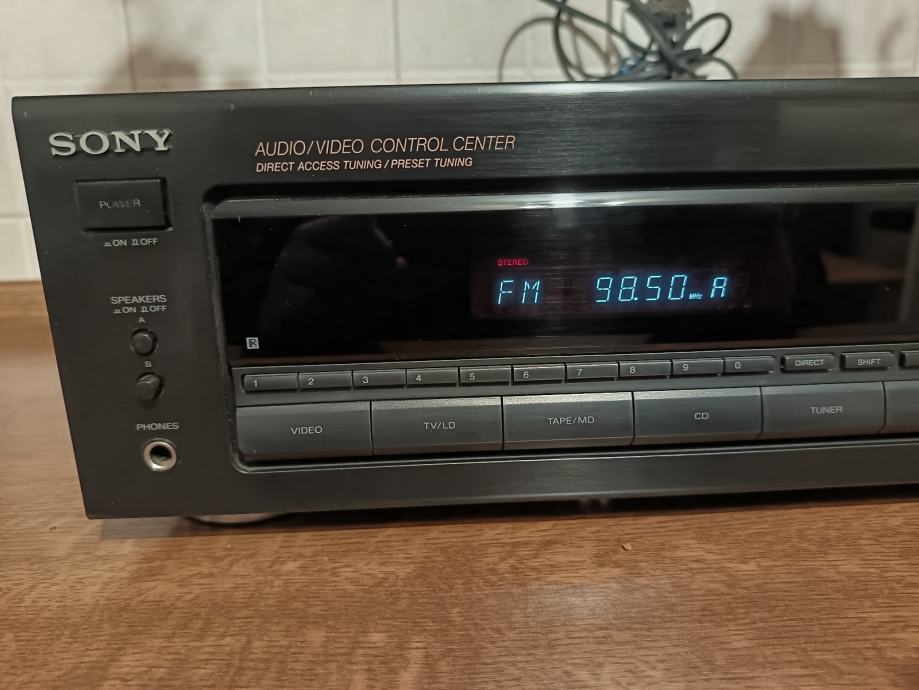 SONY
AUDIO/VIDEO CONTROL CENTER
DIRECT ACCESS TUNING / PRESET TUNING
POWER
ON OFF
STEREO
FM 98.50 MHz A
SPEAKERS
ON OFF
A
B
R
1 2 3 4 5 6 7 8 9 0 DIRECT SHIFT
VIDEO TV/LD TAPE/MD CD TUNER
PHONES